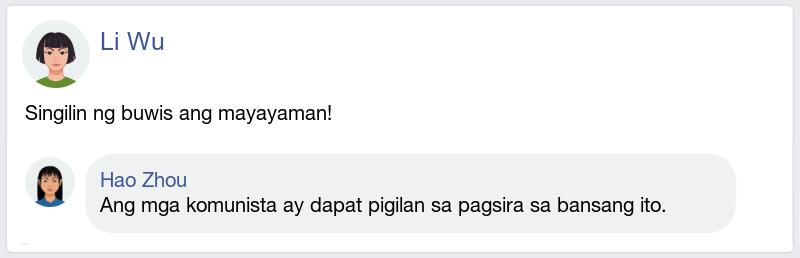 Li Wu
Singilin ng buwis ang mayayaman!
Hao Zhou
Ang mga komunista ay dapat pigilan sa pagsira sa bansang ito.